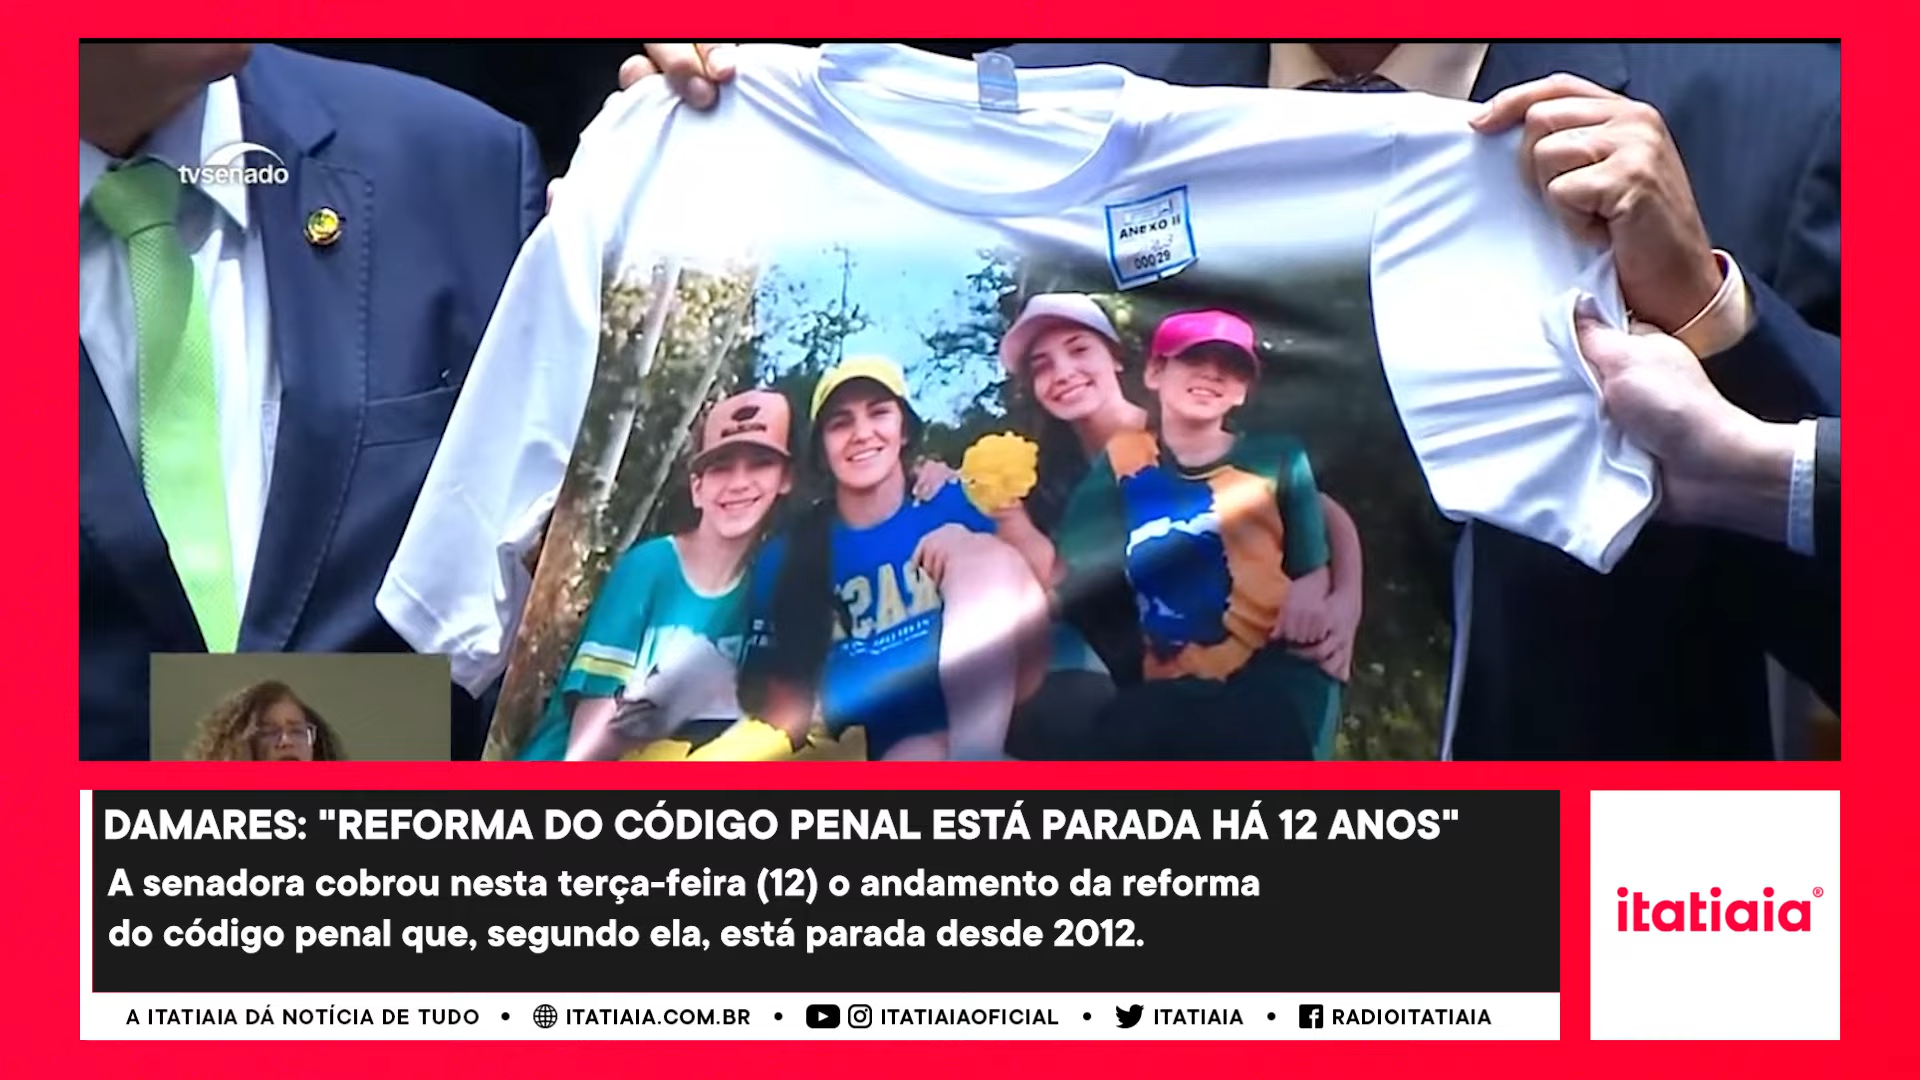 tvsenado
ANEXO II
00029
DAMARES: "REFORMA DO CÓDIGO PENAL ESTÁ PARADA HÁ 12 ANOS"
A senadora cobrou nesta terça-feira (12) o andamento da reforma
do código penal que, segundo ela, está parada desde 2012.
itatiaia®
A ITATIAIA DÁ NOTÍCIA DE TUDO • ITATIAIA.COM.BR • ITATIAIAOFICIAL • ITATIAIA • RADIOITATIAIA